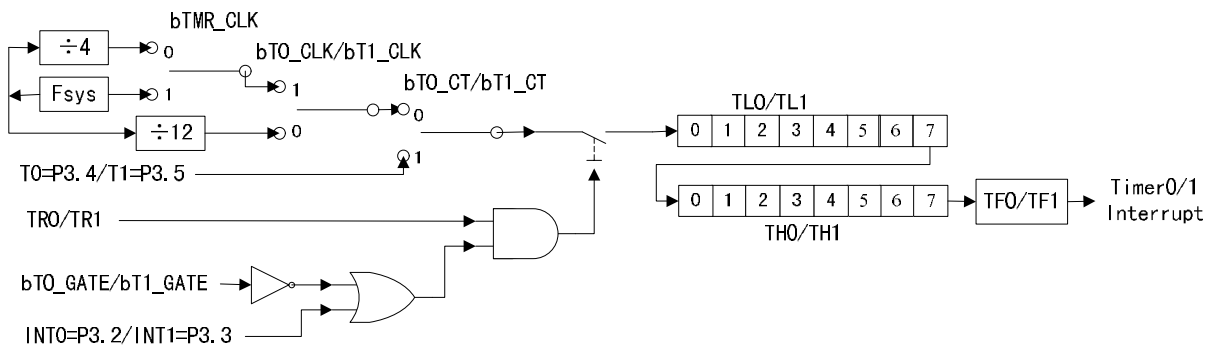 bTMR_CLK
÷4
0
bT0_CLK/bT1_CLK
Fsys
1
1
bT0_CT/bT1_CT
÷12
0
0
TL0/TL1
0 1 2 3 4 5 6 7
T0=P3.4/T1=P3.5
1
TR0/TR1
0 1 2 3 4 5 6 7
TH0/TH1
TF0/TF1
Timer0/1
Interrupt
bT0_GATE/bT1_GATE
INT0=P3.2/INT1=P3.3